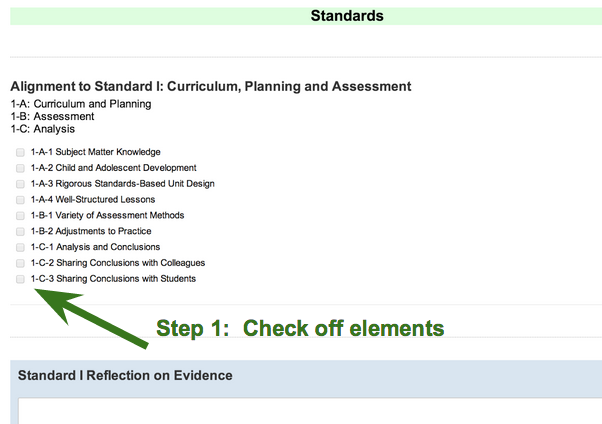 Standards
Alignment to Standard I: Curriculum, Planning and Assessment
1-A: Curriculum and Planning
1-B: Assessment
1-C: Analysis
1-A-1 Subject Matter Knowledge
1-A-2 Child and Adolescent Development
1-A-3 Rigorous Standards-Based Unit Design
1-A-4 Well-Structured Lessons
1-B-1 Variety of Assessment Methods
1-B-2 Adjustments to Practice
1-C-1 Analysis and Conclusions
1-C-2 Sharing Conclusions with Colleagues
1-C-3 Sharing Conclusions with Students
Step 1: Check off elements
Standard I Reflection on Evidence